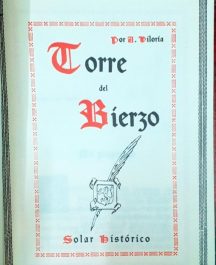 Por J. Viloria
Torre
del
Bierzo
Solar Histórico